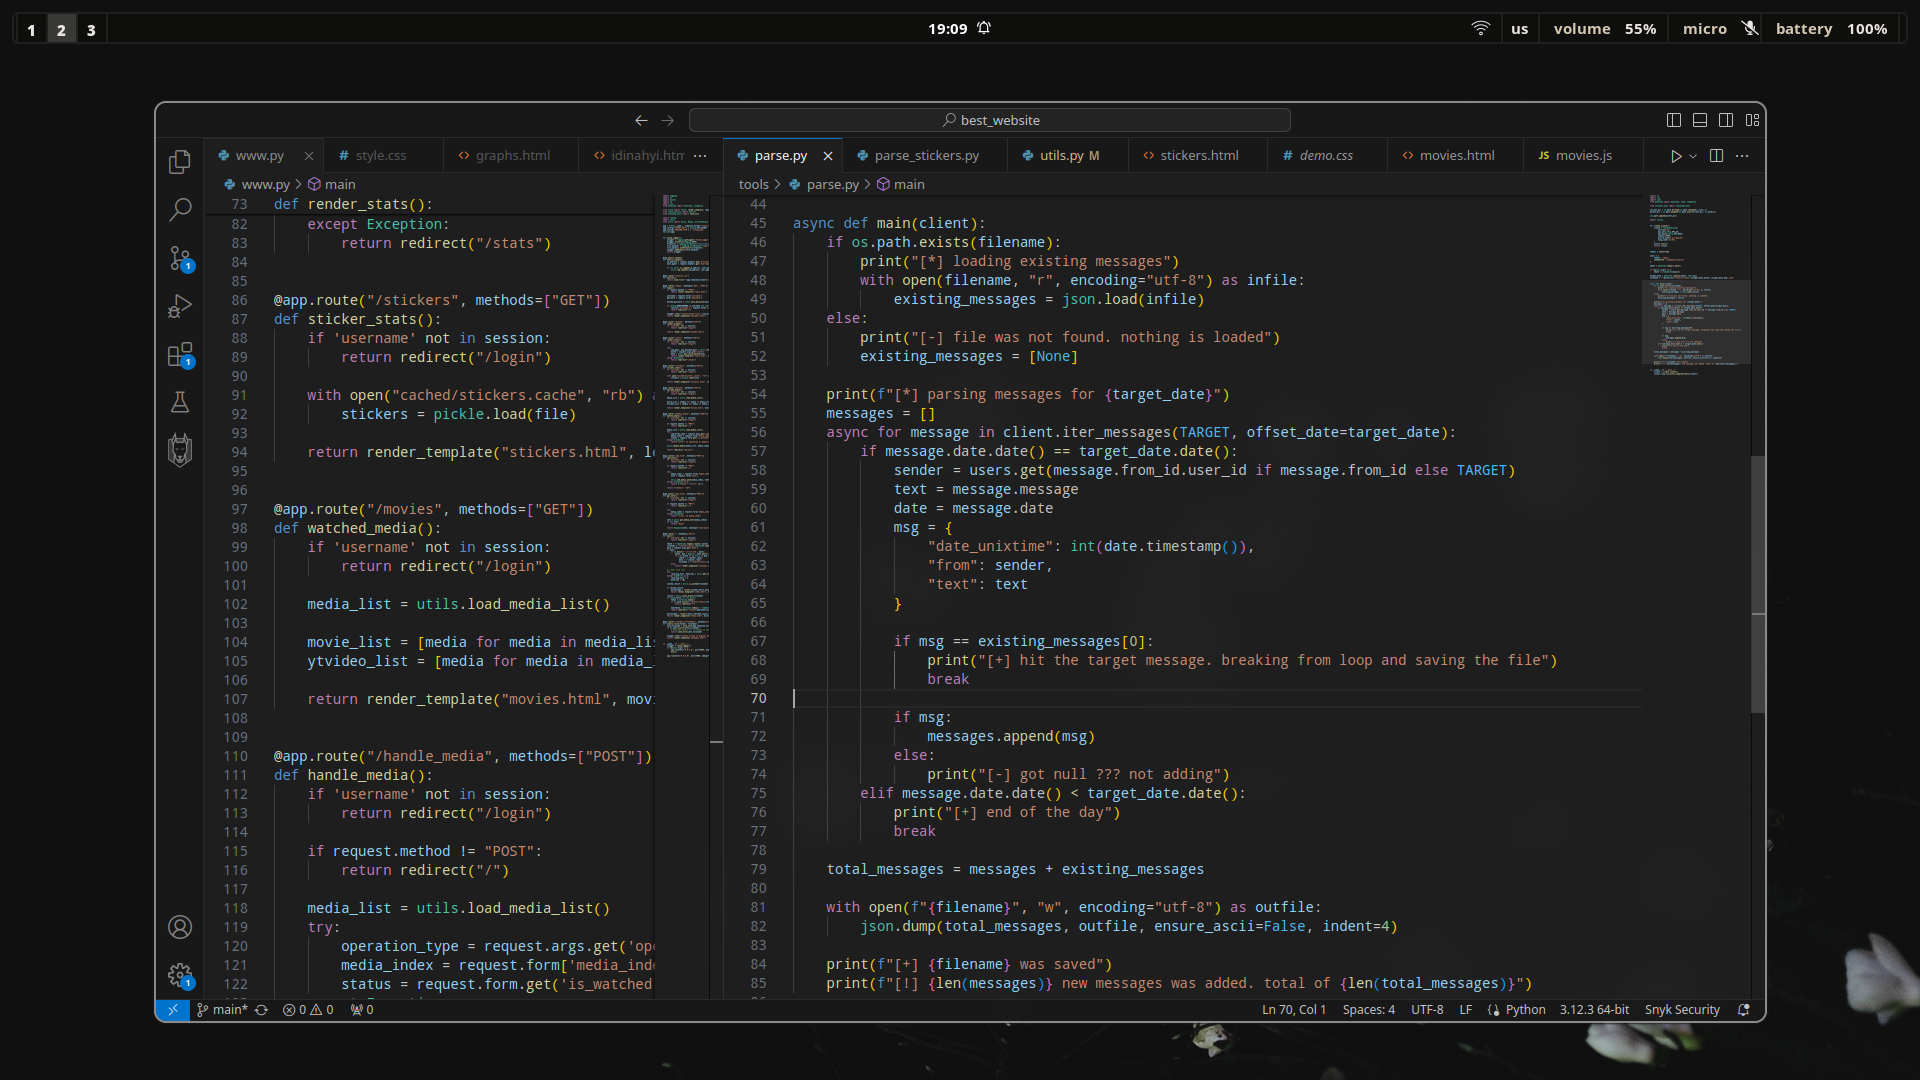 1 2 3
19:09
us
volume 55%
micro
battery 100%
best_website
www.py
style.css
graphs.html
idinahyi.htm
parse.py
parse_stickers.py
utils.py M
stickers.html
demo.css
movies.html
JS movies.js
www.py > main
tools > parse.py > main
73 def render_stats():
82 except Exception:
83 return redirect("/stats")
84
85
86 @app.route("/stickers", methods=["GET"])
87 def sticker_stats():
88 if 'username' not in session:
89 return redirect("/login")
90
91 with open("cached/stickers.cache", "rb")
92 stickers = pickle.load(file)
93
94 return render_template("stickers.html",
95
96
97 @app.route("/movies", methods=["GET"])
98 def watched_media():
99 if 'username' not in session:
100 return redirect("/login")
101
102 media_list = utils.load_media_list()
103
104 movie_list = [media for media in media_lis
105 ytvideo_list = [media for media in media_
106
107 return render_template("movies.html", movi
108
109
110 @app.route("/handle_media", methods=["POST"])
111 def handle_media():
112 if 'username' not in session:
113 return redirect("/login")
114
115 if request.method != "POST":
116 return redirect("/")
117
118 media_list = utils.load_media_list()
119 try:
120 operation_type = request.args.get('ope
121 media_index = request.form['media_inde
122 status = request.form.get('is_watched
44
45 async def main(client):
46 if os.path.exists(filename):
47 print("[*] loading existing messages")
48 with open(filename, "r", encoding="utf-8") as infile:
49 existing_messages = json.load(infile)
50 else:
51 print("[-] file was not found. nothing is loaded")
52 existing_messages = [None]
53
54 print(f"[*] parsing messages for {target_date}")
55 messages = []
56 async for message in client.iter_messages(TARGET, offset_date=target_date):
57 if message.date.date() == target_date.date():
58 sender = users.get(message.from_id.user_id if message.from_id else TARGET)
59 text = message.message
60 date = message.date
61 msg = {
62 "date_unixtime": int(date.timestamp()),
63 "from": sender,
64 "text": text
65 }
66
67 if msg == existing_messages[0]:
68 print("[+] hit the target message. breaking from loop and saving the file")
69 break
70
71 if msg:
72 messages.append(msg)
73 else:
74 print("[-] got null ??? not adding")
75 elif message.date.date() < target_date.date():
76 print("[+] end of the day")
77 break
78
79 total_messages = messages + existing_messages
80
81 with open(f"{filename}", "w", encoding="utf-8") as outfile:
82 json.dump(total_messages, outfile, ensure_ascii=False, indent=4)
83
84 print(f"[+] {filename} was saved")
85 print(f"[!] {len(messages)} new messages was added. total of {len(total_messages)}")
1
1
1
main*
0 0
0
Ln 70, Col 1
Spaces: 4
UTF-8
LF
Python
3.12.3 64-bit
Snyk Security